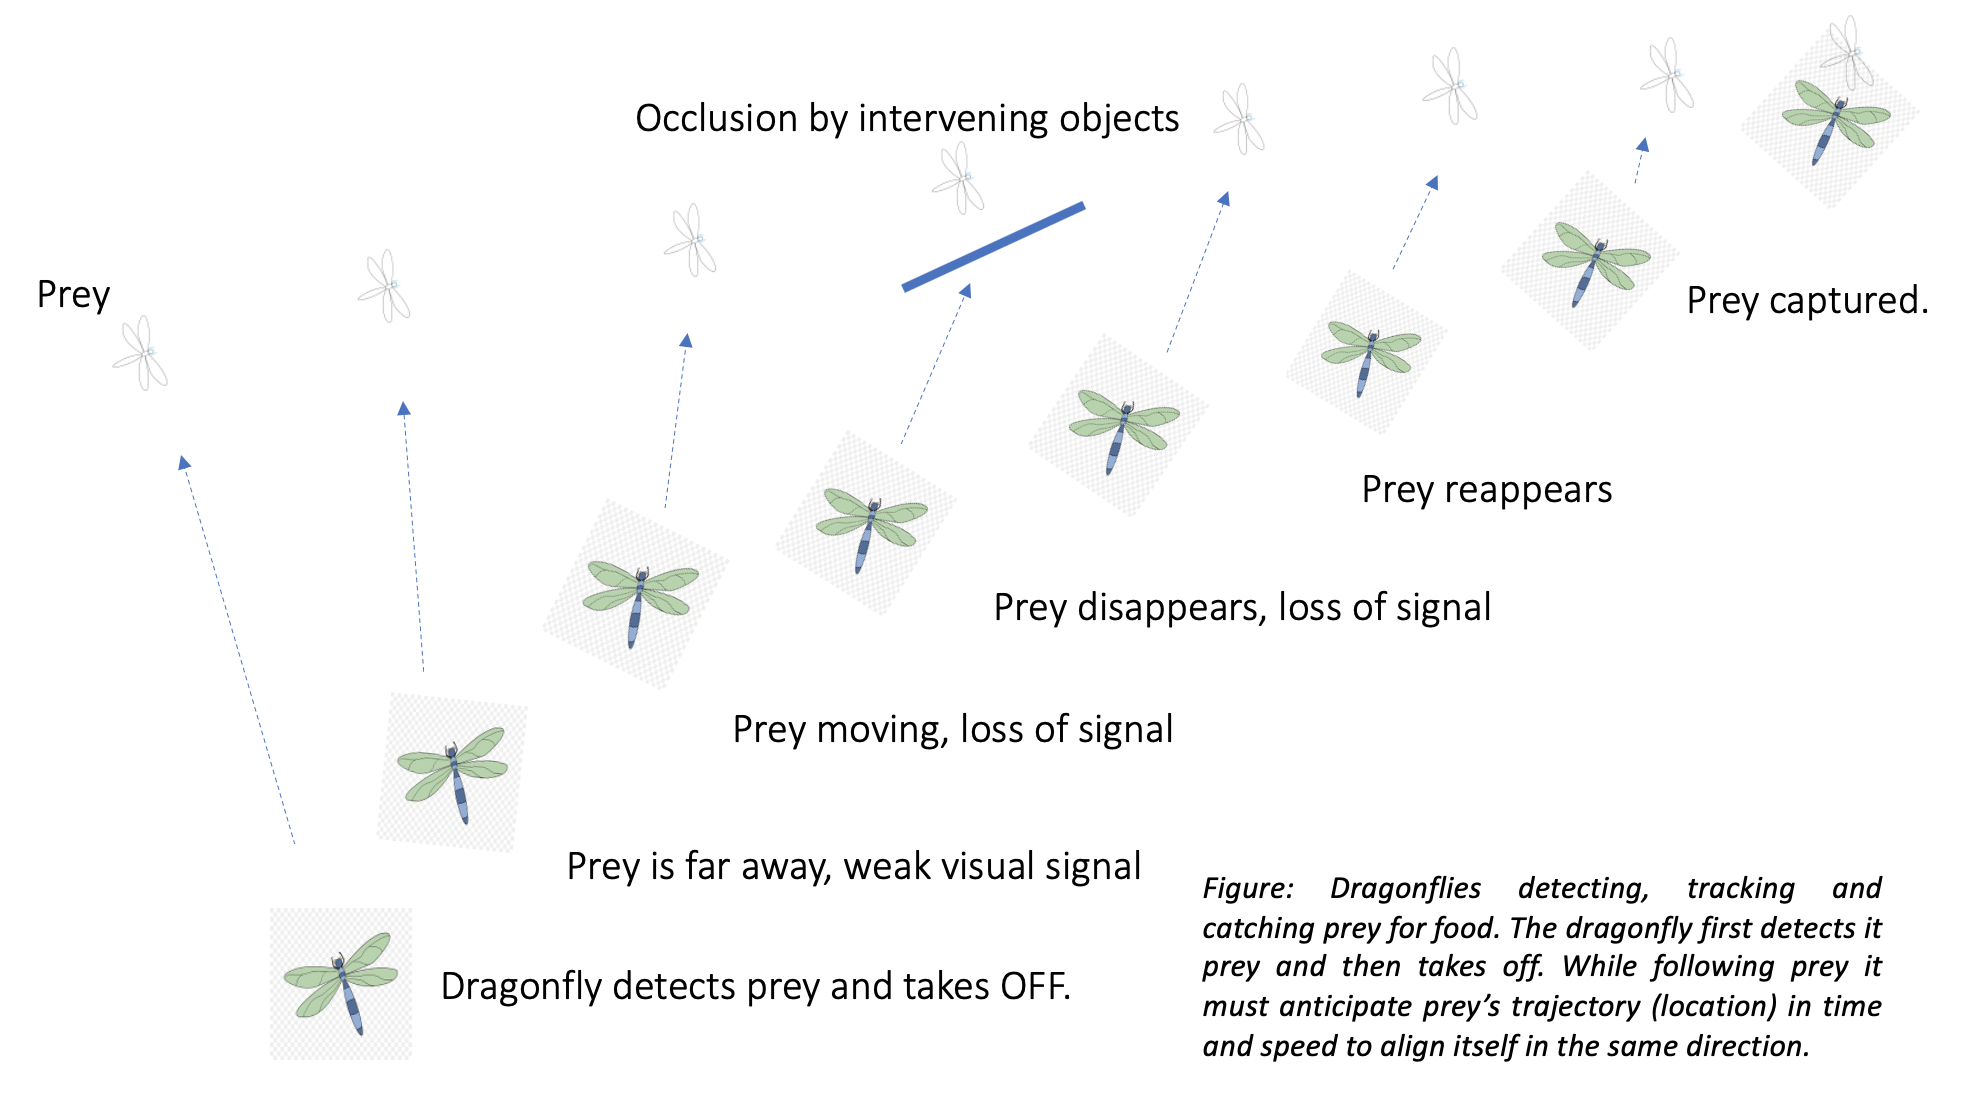 Occlusion by intervening objects
Prey
Prey captured.
Prey reappears
Prey disappears, loss of signal
Prey moving, loss of signal
Prey is far away, weak visual signal
Dragonfly detects prey and takes OFF.
Figure: Dragonflies detecting, tracking and
catching prey for food. The dragonfly first detects it
prey and then takes off. While following prey it
must anticipate prey’s trajectory (location) in time
and speed to align itself in the same direction.